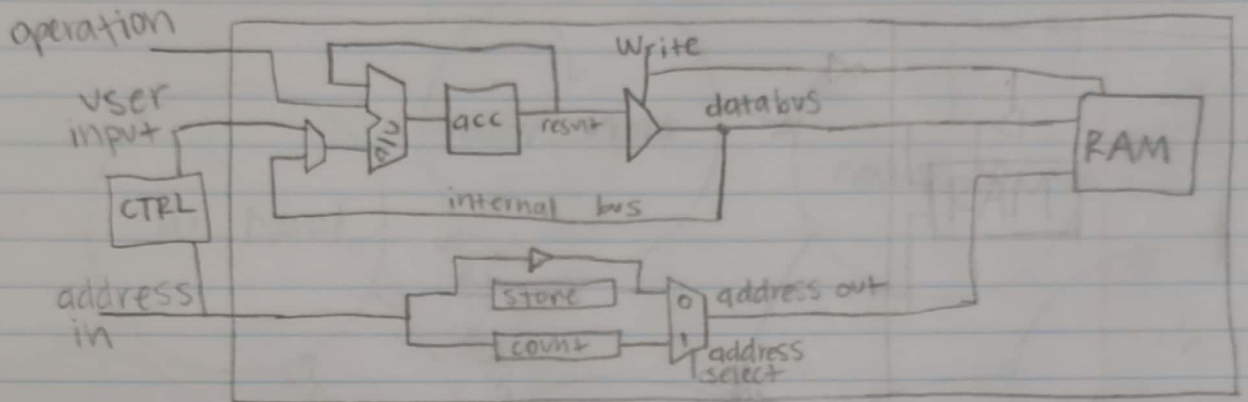 operation
write
user
input
alu
acc
result
databus
RAM
CTRL
internal bus
address
in
store
count
0
1
address out
address
select